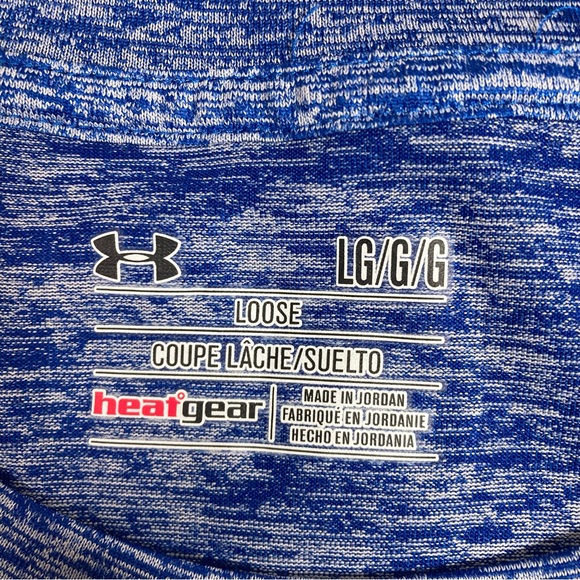 LG/G/G
LOOSE
COUPE LÂCHE/SUELTO
heatgear
MADE IN JORDAN
FABRIQUÉ EN JORDANIE
HECHO EN JORDANIA